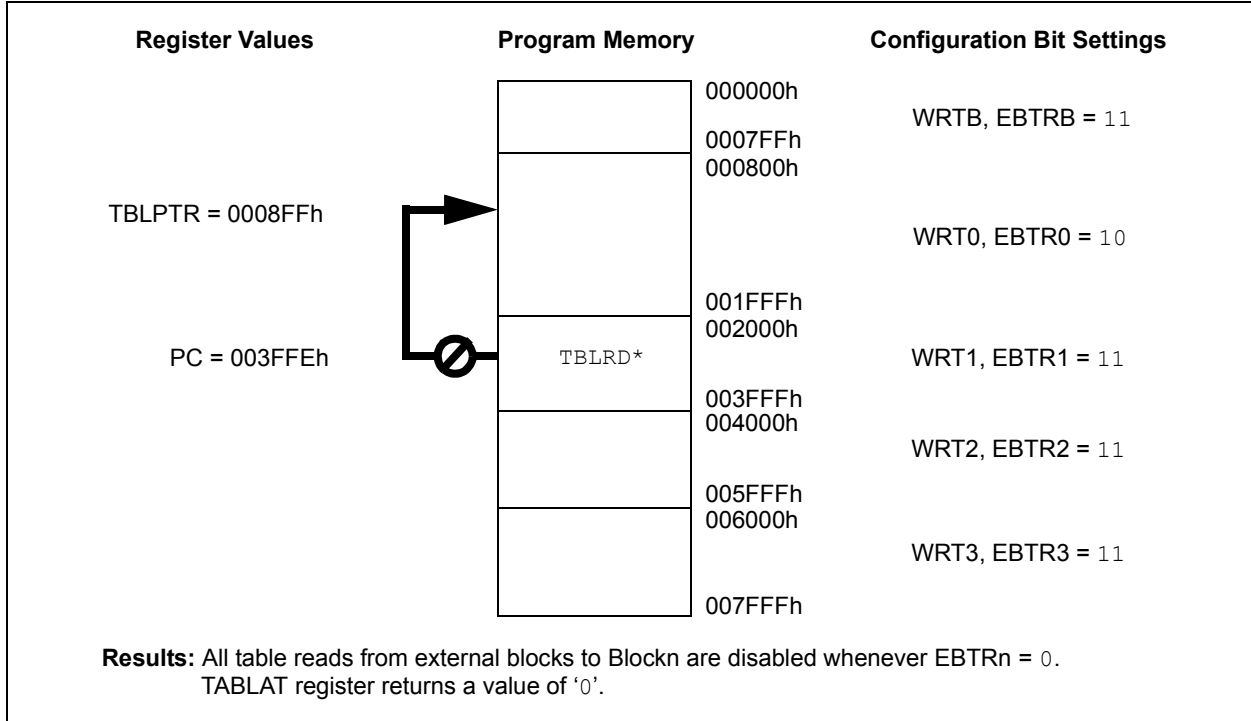 Register Values
Program Memory
Configuration Bit Settings
000000h
WRTB, EBTRB = 11
0007FFh
000800h
TBLPTR = 0008FFh
WRT0, EBTR0 = 10
001FFFh
002000h
PC = 003FFEh
TBLRD*
WRT1, EBTR1 = 11
003FFFh
004000h
WRT2, EBTR2 = 11
005FFFh
006000h
WRT3, EBTR3 = 11
007FFFh
Results: All table reads from external blocks to Blockn are disabled whenever EBTRn = 0.
TABLAT register returns a value of ‘0’.